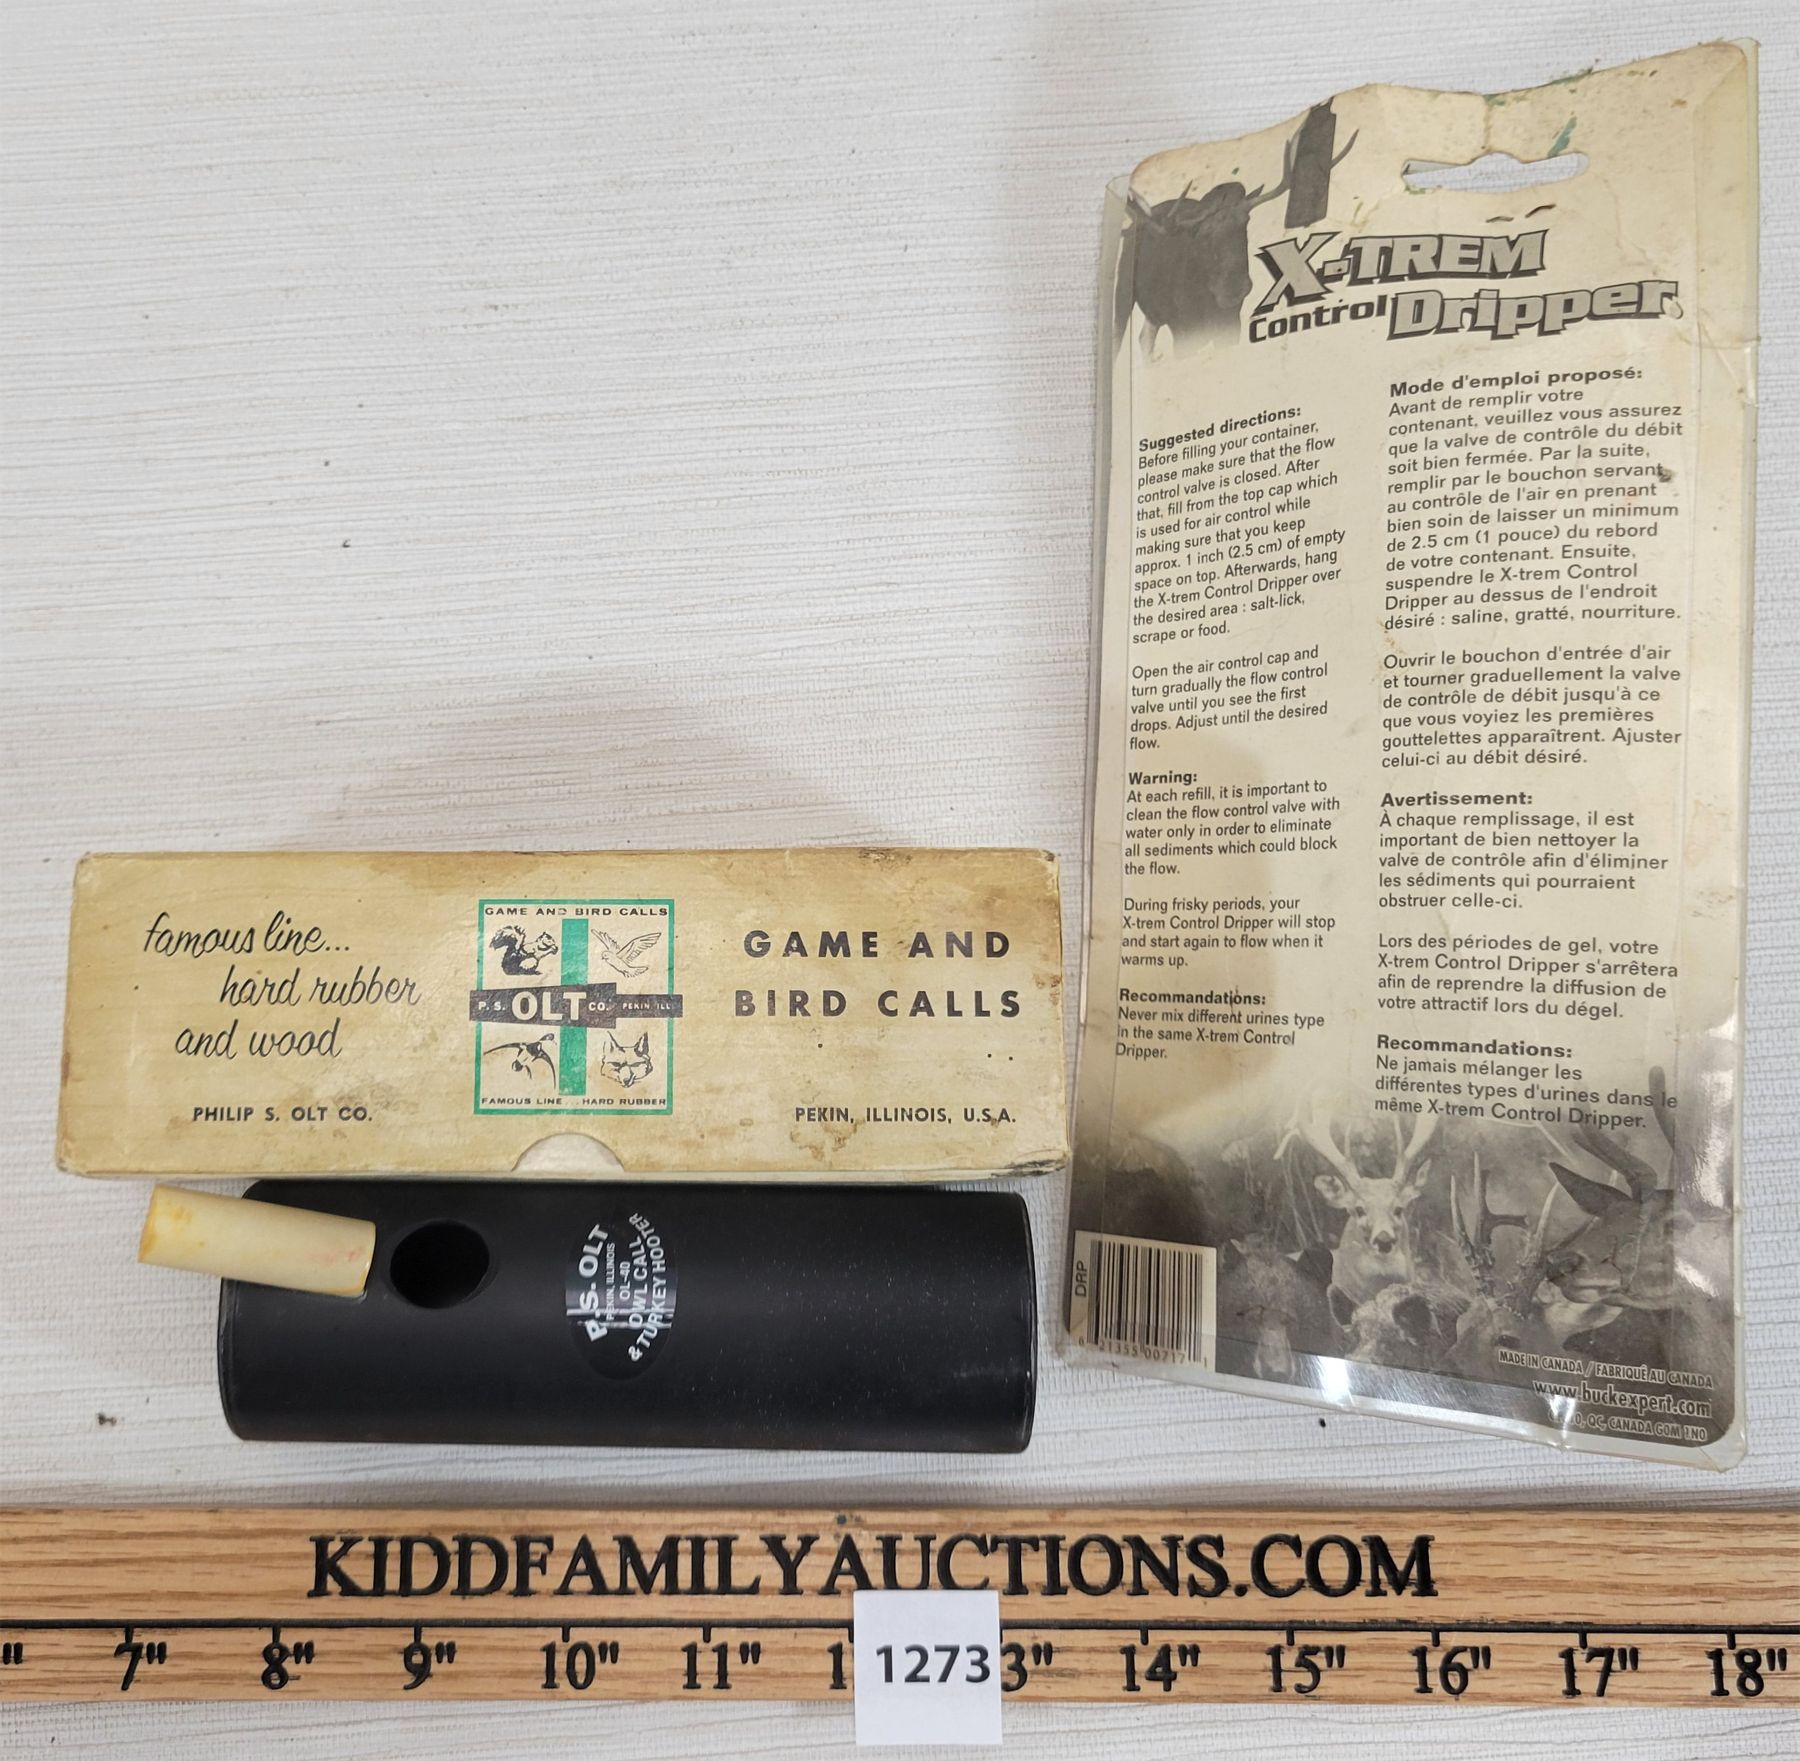 X-TREM
Control Dripper
Suggested directions:
Before filling your container,
please make sure that the flow
control valve is closed. After
that, fill from the top cap which
is used for air control while
making sure that you keep
approx. 1 inch (2.5 cm) of empty
space on top. Afterwards, hang
the X-trem Control Dripper over
the desired area : salt-lick,
scrape or food.
Open the air control cap and
turn gradually the flow control
valve until you see the first
drops. Adjust until the desired
flow.
Warning:
At each refill, it is important to
clean the flow control valve with
water only in order to eliminate
all sediments which could block
the flow.
During frisky periods, your
X-trem Control Dripper will stop
and start again to flow when it
warms up.
Recommandations:
Never mix different urines type
in the same X-trem Control
Dripper.
Mode d'emploi proposé:
Avant de remplir votre
contenant, veuillez vous assurez
que la valve de contrôle du débit
soit bien fermée. Par la suite,
remplir par le bouchon servant
au contrôle de l'air en prenant
bien soin de laisser un minimum
de 2.5 cm (1 pouce) du rebord
de votre contenant. Ensuite,
suspendre le X-trem Control
Dripper au dessus de l'endroit
désiré : saline, gratté, nourriture.
Ouvrir le bouchon d'entrée d'air
et tourner graduellement la valve
de contrôle de débit jusqu'à ce
que vous voyiez les premières
gouttelettes apparaîtrent. Ajuster
celui-ci au débit désiré.
Avertissement:
À chaque remplissage, il est
important de bien nettoyer la
valve de contrôle afin d'éliminer
les sédiments qui pourraient
obstruer celle-ci.
Lors des périodes de gel, votre
X-trem Control Dripper s'arrêtera
afin de reprendre la diffusion de
votre attractif lors du dégel.
Recommandations:
Ne jamais mélanger les
différentes types d'urines dans le
même X-trem Control Dripper.
DRP
6 21355 00717 1
MADE IN CANADA / FABRIQUÉ AU CANADA
www.buckexpert.com
QC, CANADA G0M 1N0
famous line...
hard rubber
and wood
PHILIP S. OLT CO.
GAME AND BIRD CALLS
P.S. OLT CO. PEKIN, ILL.
FAMOUS LINE... HARD RUBBER
GAME AND
BIRD CALLS
PEKIN, ILLINOIS, U.S.A.
P.S. OLT
PEKIN, ILLINOIS
OL-40
OWL CALL
& TURKEY HOOTER
KIDDFAMILYAUCTIONS.COM
" 7" 8" 9" 10" 11" 1 3" 14" 15" 16" 17" 18"
1273